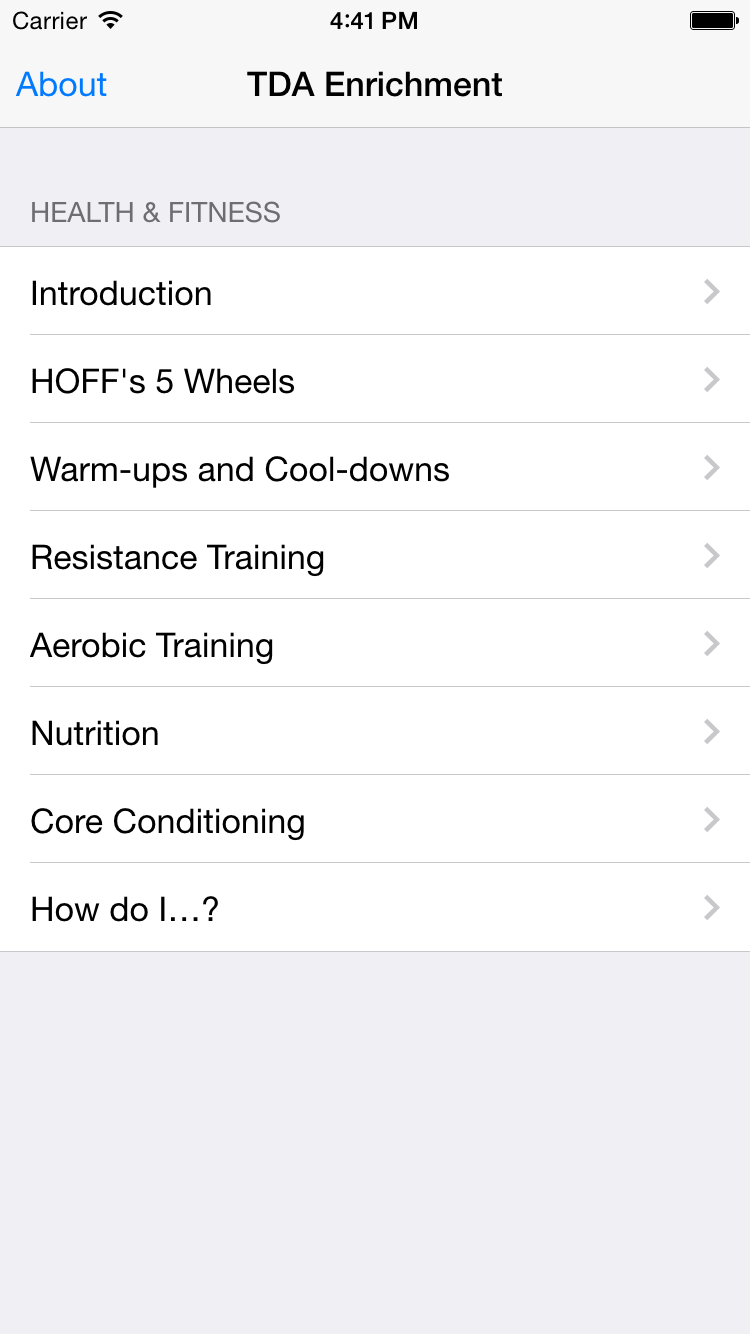 Carrier 4:41 PM
About TDA Enrichment
HEALTH & FITNESS
Introduction
HOFF's 5 Wheels
Warm-ups and Cool-downs
Resistance Training
Aerobic Training
Nutrition
Core Conditioning
How do I...?